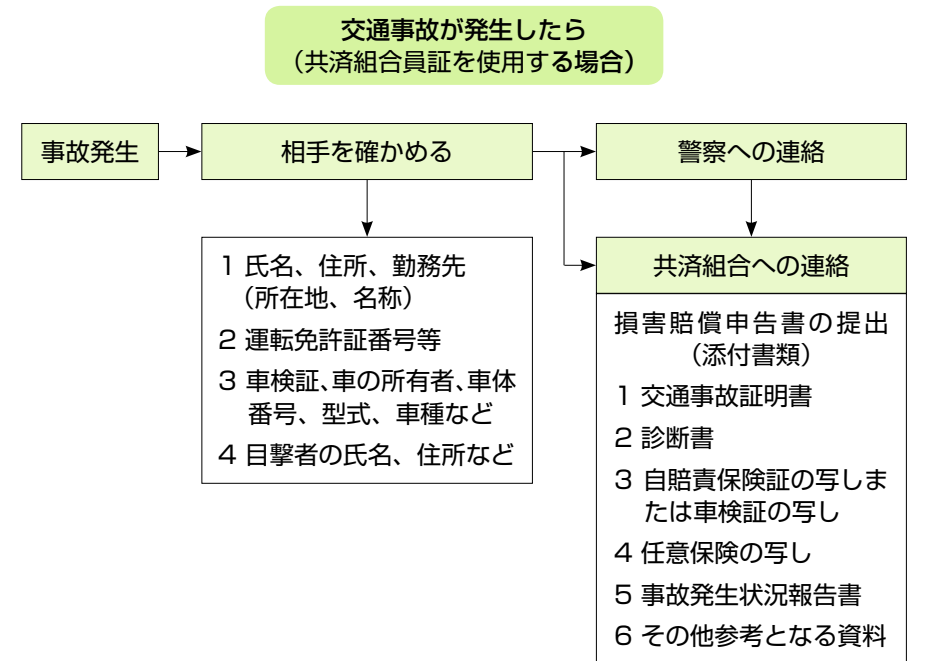 交通事故が発生したら
（共済組合員証を使用する場合）
事故発生
相手を確かめる
警察への連絡
1 氏名、住所、勤務先
（所在地、名称）
2 運転免許証番号等
3 車検証、車の所有者、車体
番号、型式、車種など
4 目撃者の氏名、住所など
共済組合への連絡
損害賠償申告書の提出
（添付書類）
1 交通事故証明書
2 診断書
3 自賠責保険証の写しま
たは車検証の写し
4 任意保険の写し
5 事故発生状況報告書
6 その他参考となる資料